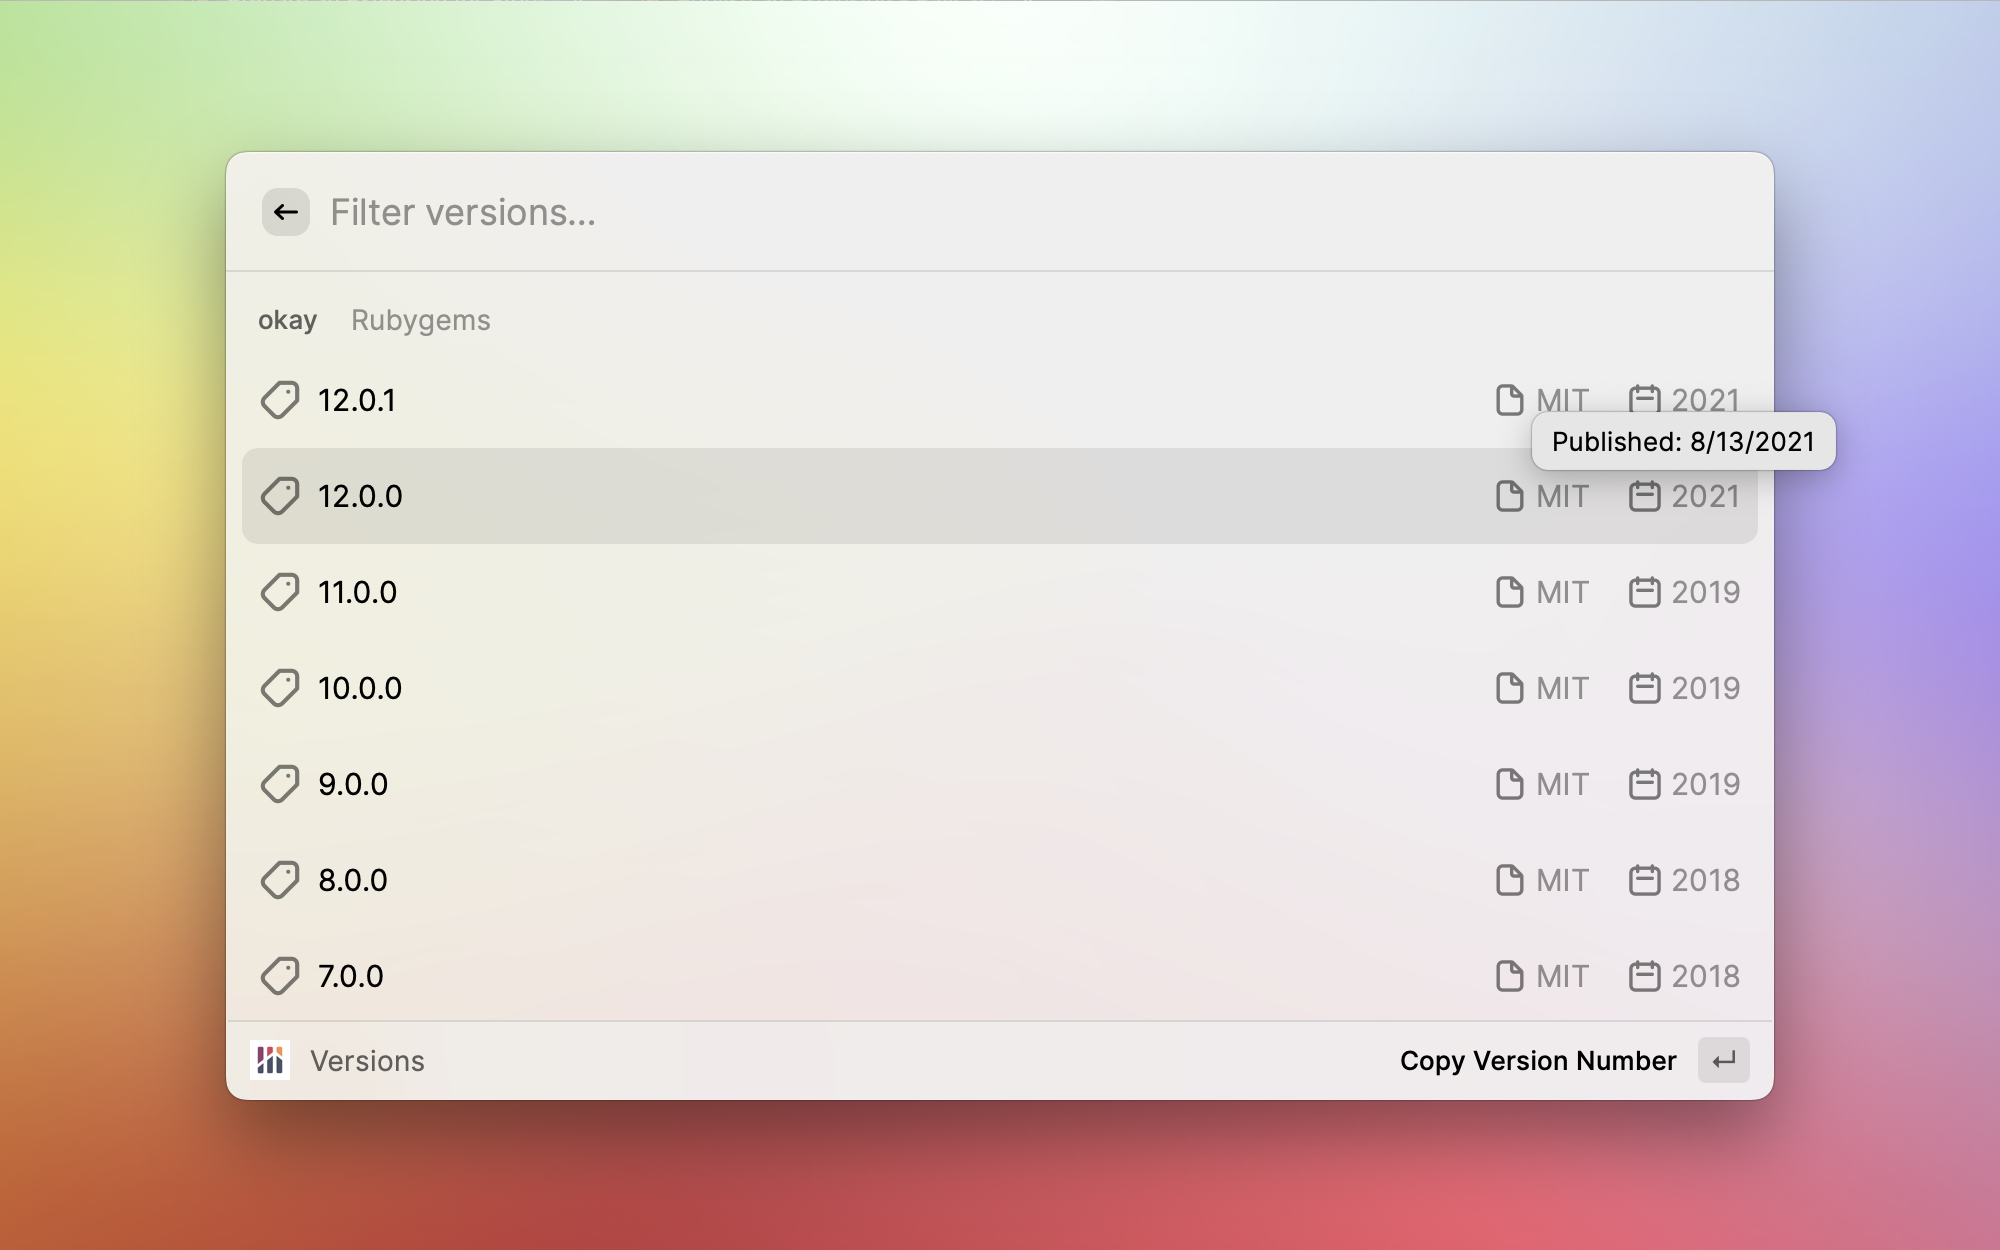 Filter versions...
okay Rubygems
12.0.1 MIT 2021
Published: 8/13/2021
12.0.0 MIT 2021
11.0.0 MIT 2019
10.0.0 MIT 2019
9.0.0 MIT 2019
8.0.0 MIT 2018
7.0.0 MIT 2018
Versions Copy Version Number